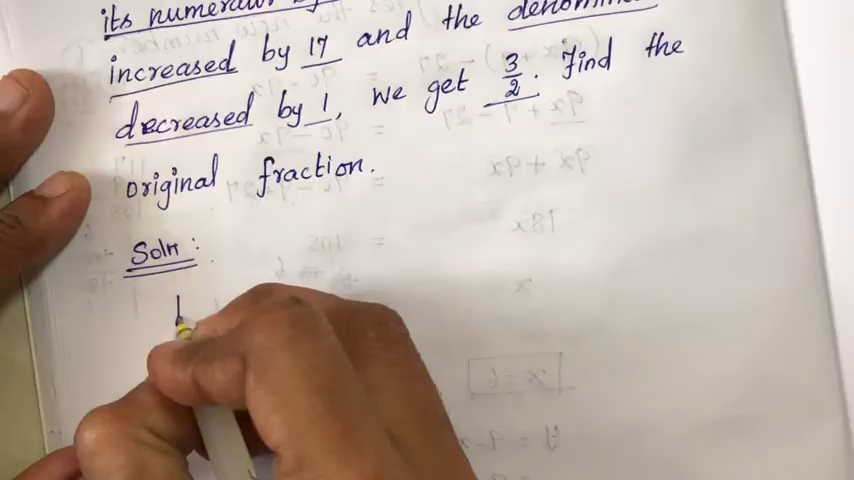 its numerator
increased by 17 and the
decreased by 1, we get 3/2. Find the
original fraction.
Soln :